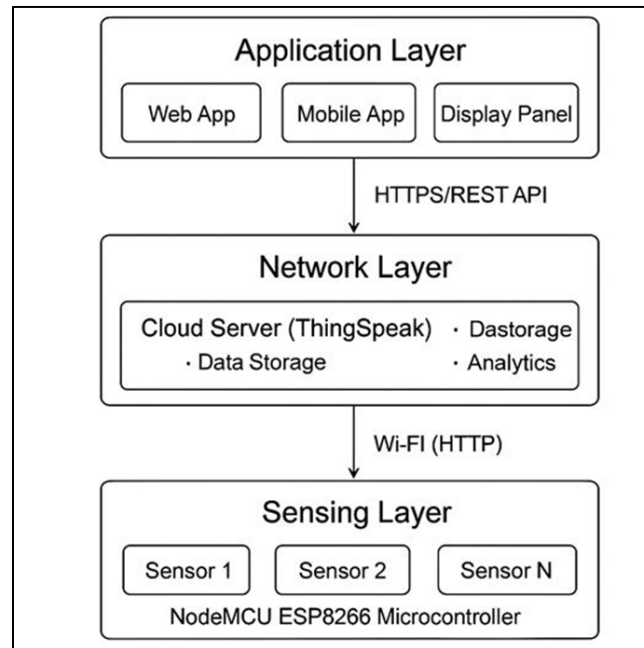 Application Layer
Web App Mobile App Display Panel
HTTPS/REST API
Network Layer
Cloud Server (ThingSpeak) · Dastorage
· Data Storage · Analytics
Wi-FI (HTTP)
Sensing Layer
Sensor 1 Sensor 2 Sensor N
NodeMCU ESP8266 Microcontroller